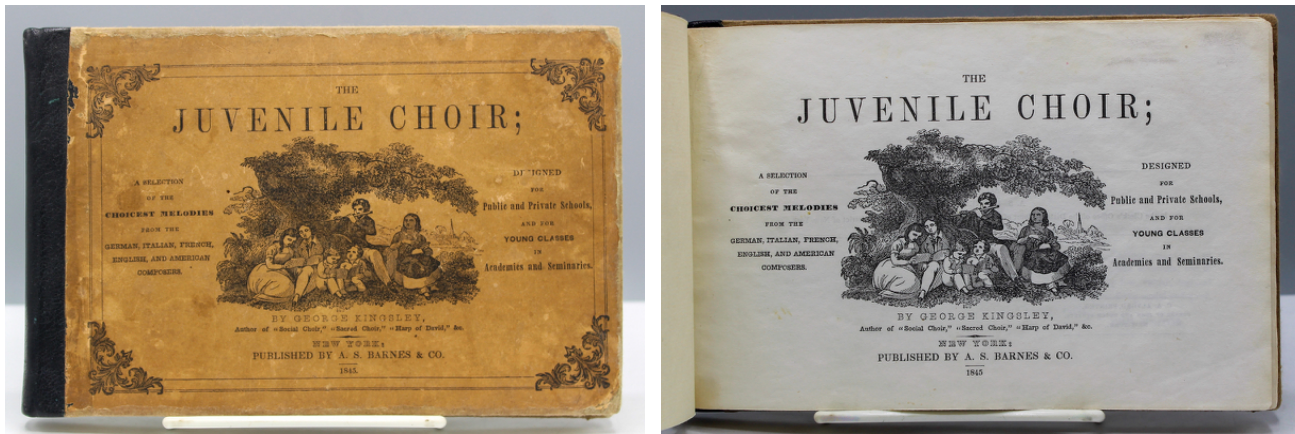 THE
JUVENILE CHOIR;
A SELECTION
OF THE
CHOICEST MELODIES
FROM THE
GERMAN, ITALIAN, FRENCH,
ENGLISH, AND AMERICAN
COMPOSERS.
DESIGNED
FOR
Public and Private Schools,
AND FOR
YOUNG CLASSES
IN
Academies and Seminaries.
BY GEORGE KINGSLEY,
Author of "Social Choir," "Sacred Choir," "Harp of David," &c.
NEW YORK:
PUBLISHED BY A. S. BARNES & CO.
1845.
THE
JUVENILE CHOIR;
A SELECTION
OF THE
CHOICEST MELODIES
FROM THE
GERMAN, ITALIAN, FRENCH,
ENGLISH, AND AMERICAN
COMPOSERS.
DESIGNED
FOR
Public and Private Schools,
AND FOR
YOUNG CLASSES
IN
Academies and Seminaries.
BY GEORGE KINGSLEY,
Author of "Social Choir," "Sacred Choir," "Harp of David," &c.
NEW YORK:
PUBLISHED BY A. S. BARNES & CO.
1845